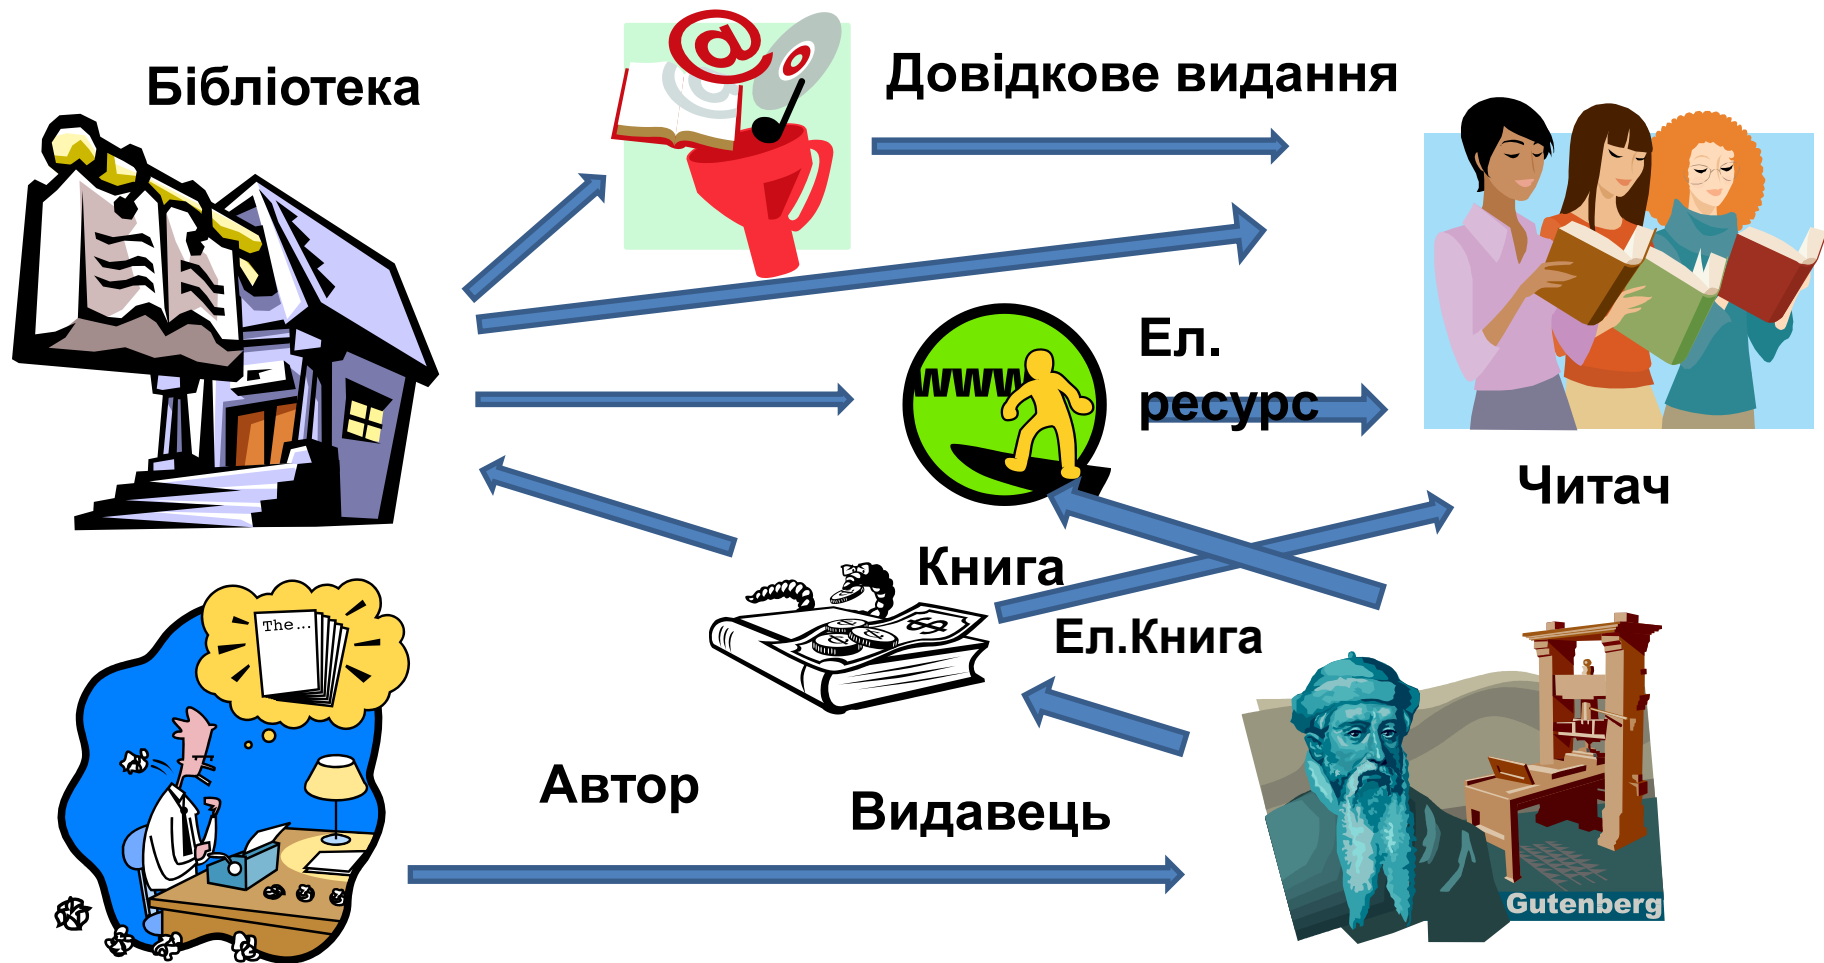 Бібліотека
Довідкове видання
www
Ел.
ресурс
Читач
Книга
Ел.Книга
The...
Автор
Видавець
Gutenberg